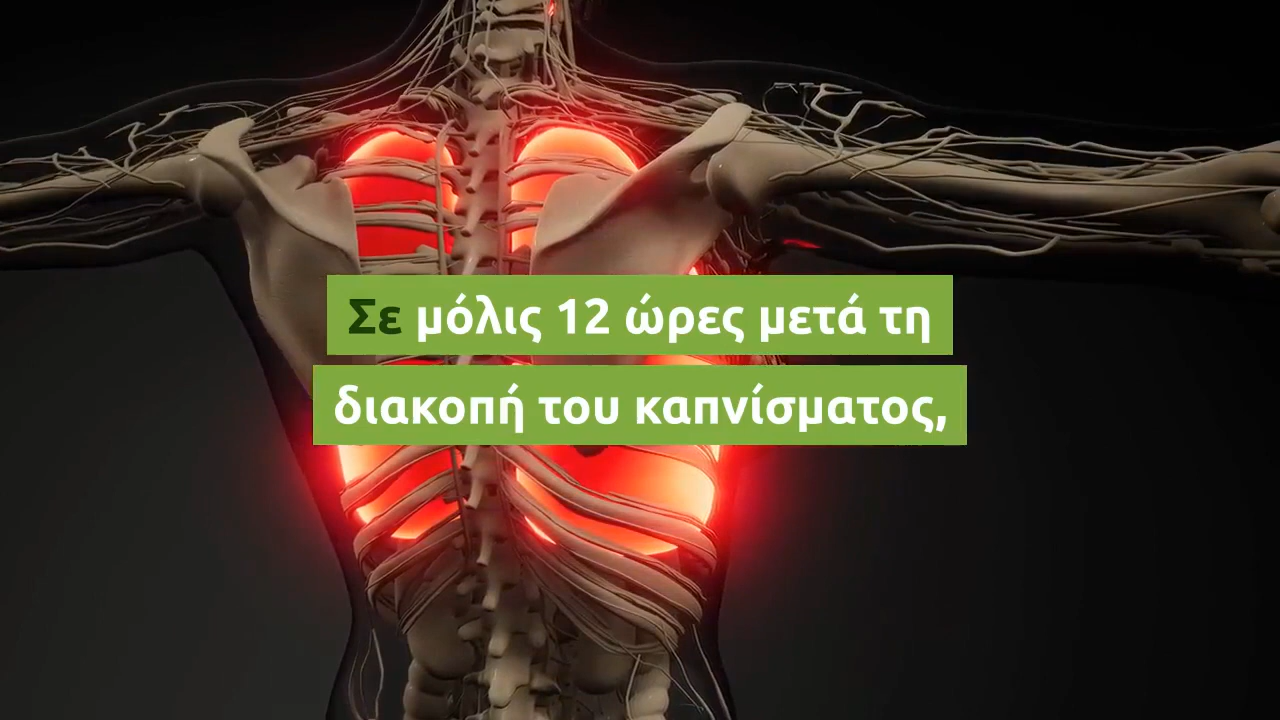 Σε μόλις 12 ώρες μετά τη
διακοπή του καπνίσματος,